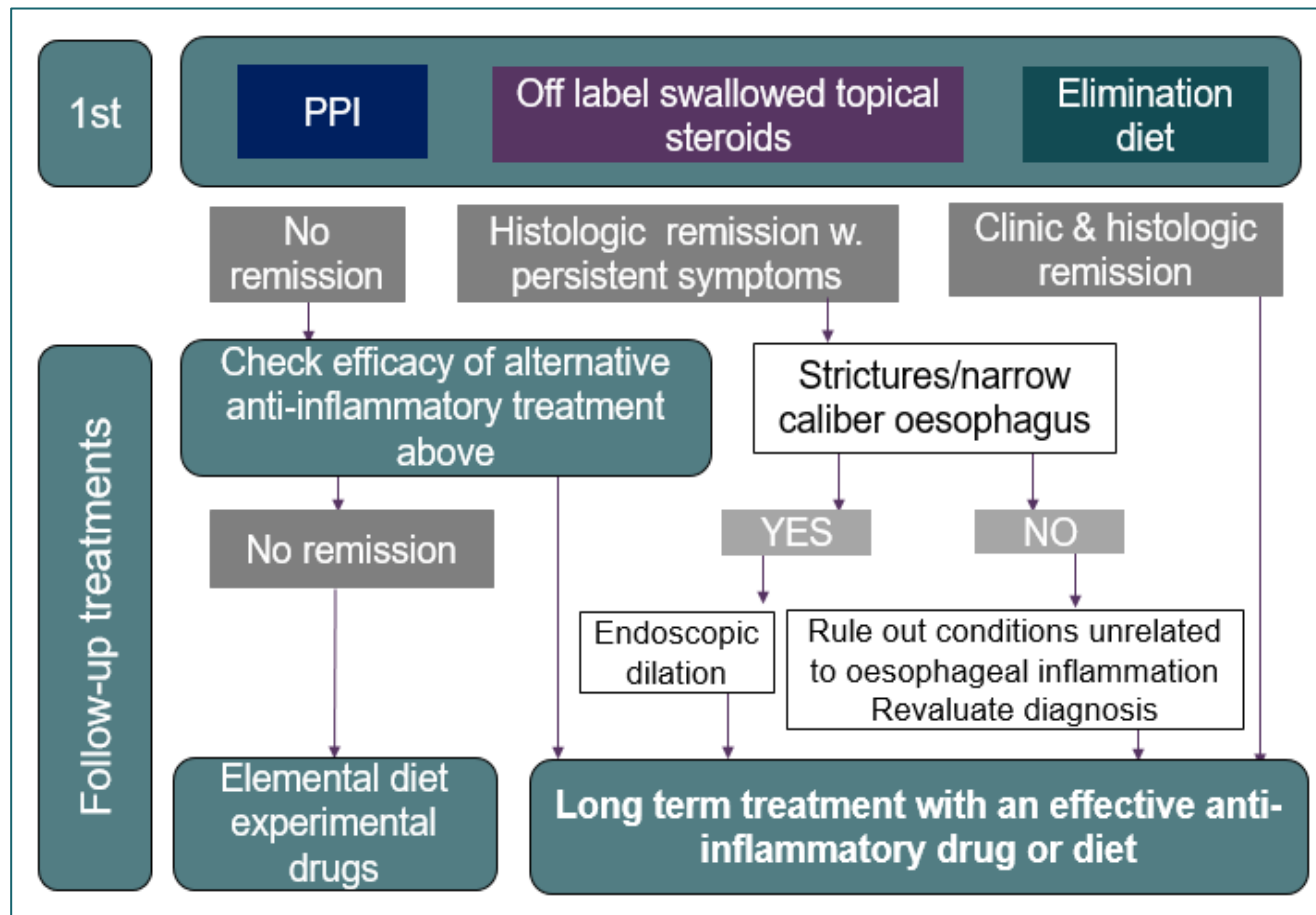 1st
PPI
Off label swallowed topical
steroids
Elimination
diet
No
remission
Histologic remission w.
persistent symptoms
Clinic & histologic
remission
Follow-up treatments
Check efficacy of alternative
anti-inflammatory treatment
above
Strictures/narrow
caliber oesophagus
No remission
YES
NO
Endoscopic
dilation
Rule out conditions unrelated
to oesophageal inflammation
Revaluate diagnosis
Elemental diet
experimental
drugs
Long term treatment with an effective anti-
inflammatory drug or diet